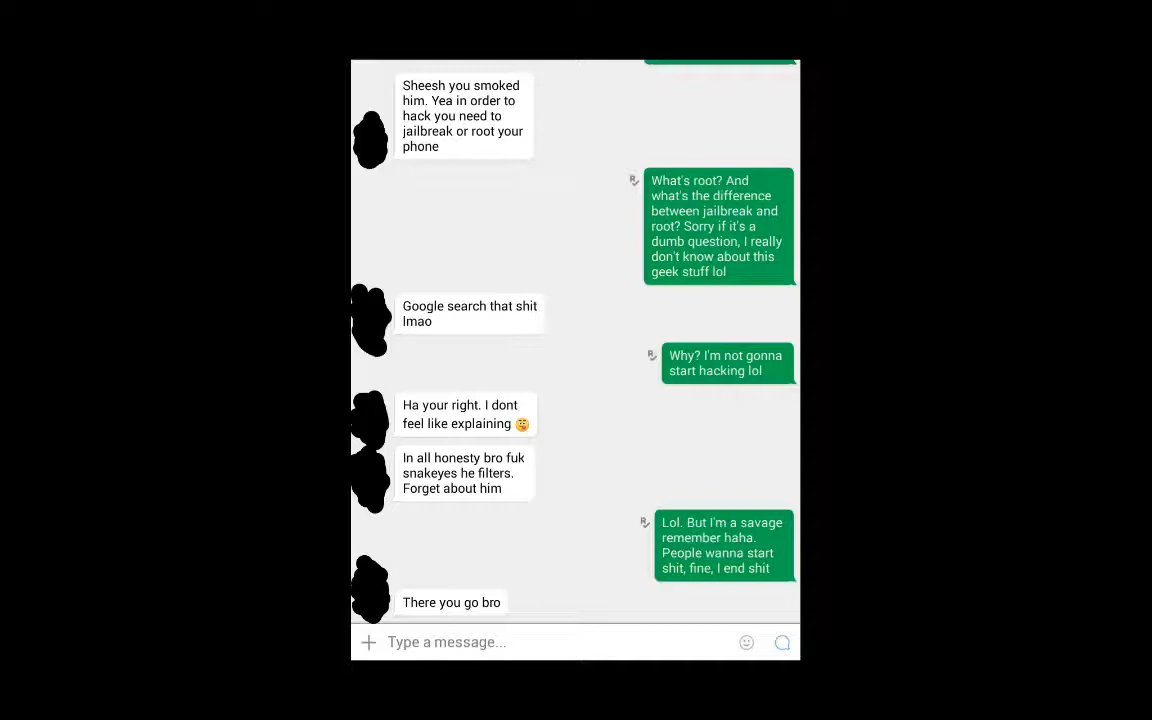 Sheesh you smoked
him. Yea in order to
hack you need to
jailbreak or root your
phone
What's root? And
what's the difference
between jailbreak and
root? Sorry if it's a
dumb question, I really
don't know about this
geek stuff lol
Google search that shit
lmao
Why? I'm not gonna
start hacking lol
Ha your right. I dont
feel like explaining 
In all honesty bro fuk
snakeyes he filters.
Forget about him
Lol. But I'm a savage
remember haha.
People wanna start
shit, fine, I end shit
There you go bro
Type a message...